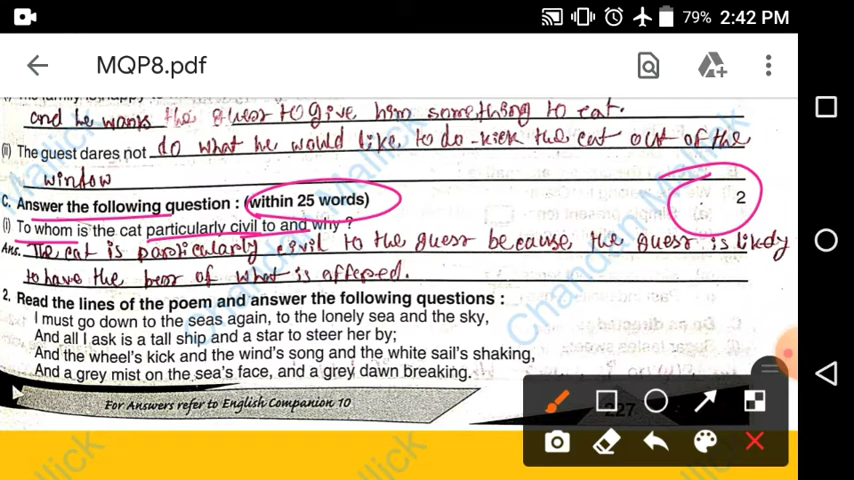 79% 2:42 PM
MQP8.pdf
and he wants the guest to give him something to eat.
(ii) The guest dares not do what he would like to do - kick the cat out of the
window
C. Answer the following question : (within 25 words) 2
(i) To whom is the cat particularly civil to and why ?
Ans. The cat is particularly civil to the guest because the guest is likely
to have the best of what is offered.
2. Read the lines of the poem and answer the following questions :
I must go down to the seas again, to the lonely sea and the sky,
And all I ask is a tall ship and a star to steer her by;
And the wheel's kick and the wind's song and the white sail's shaking,
And a grey mist on the sea's face, and a grey dawn breaking.
For Answers refer to English Companion 10
227
Chandan Mallick